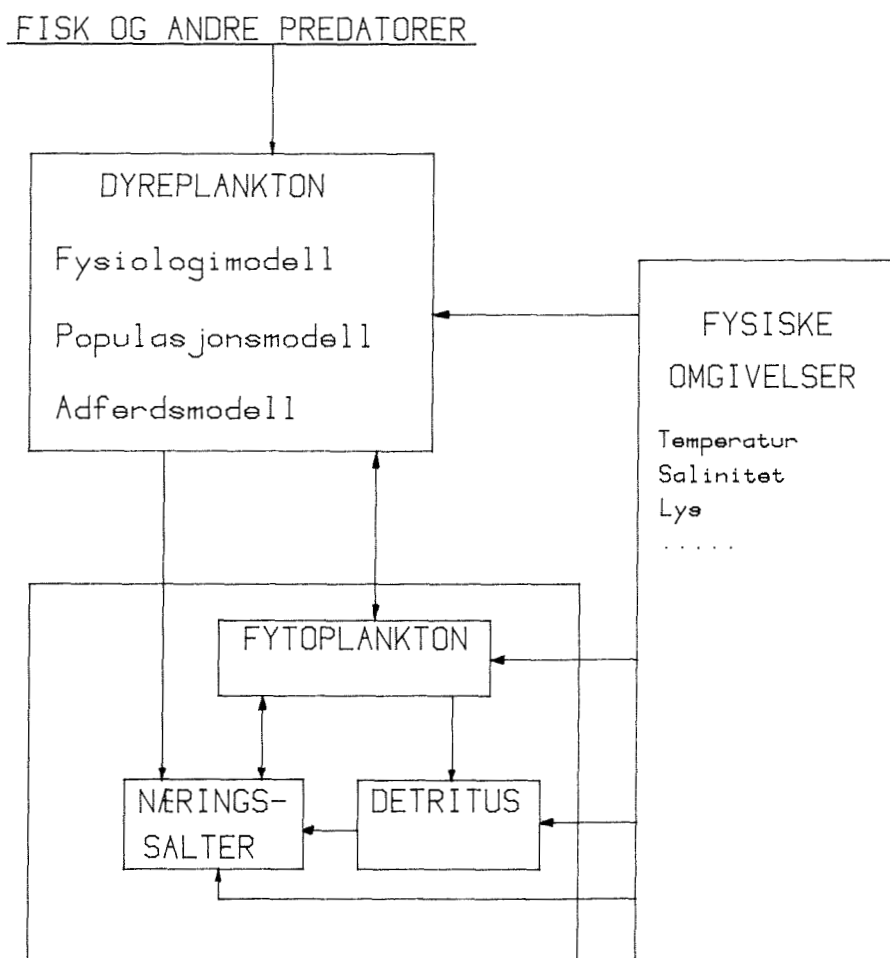 FISK OG ANDRE PREDATORER
DYREPLANKTON
Fysiologimodell
Populasjonsmodell
Adferdsmodell
FYSISKE
OMGIVELSER
Temperatur
Salinitet
Lys
.....
FYTOPLANKTON
NÆRINGS-
SALTER
DETRITUS